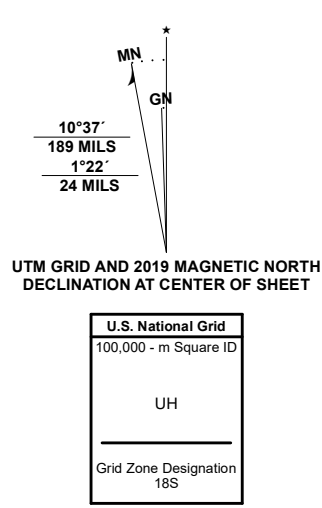 ★
MN
GN
10°37´
189 MILS
1°22´
24 MILS
UTM GRID AND 2019 MAGNETIC NORTH
DECLINATION AT CENTER OF SHEET
U.S. National Grid
100,000 - m Square ID
UH
Grid Zone Designation
18S